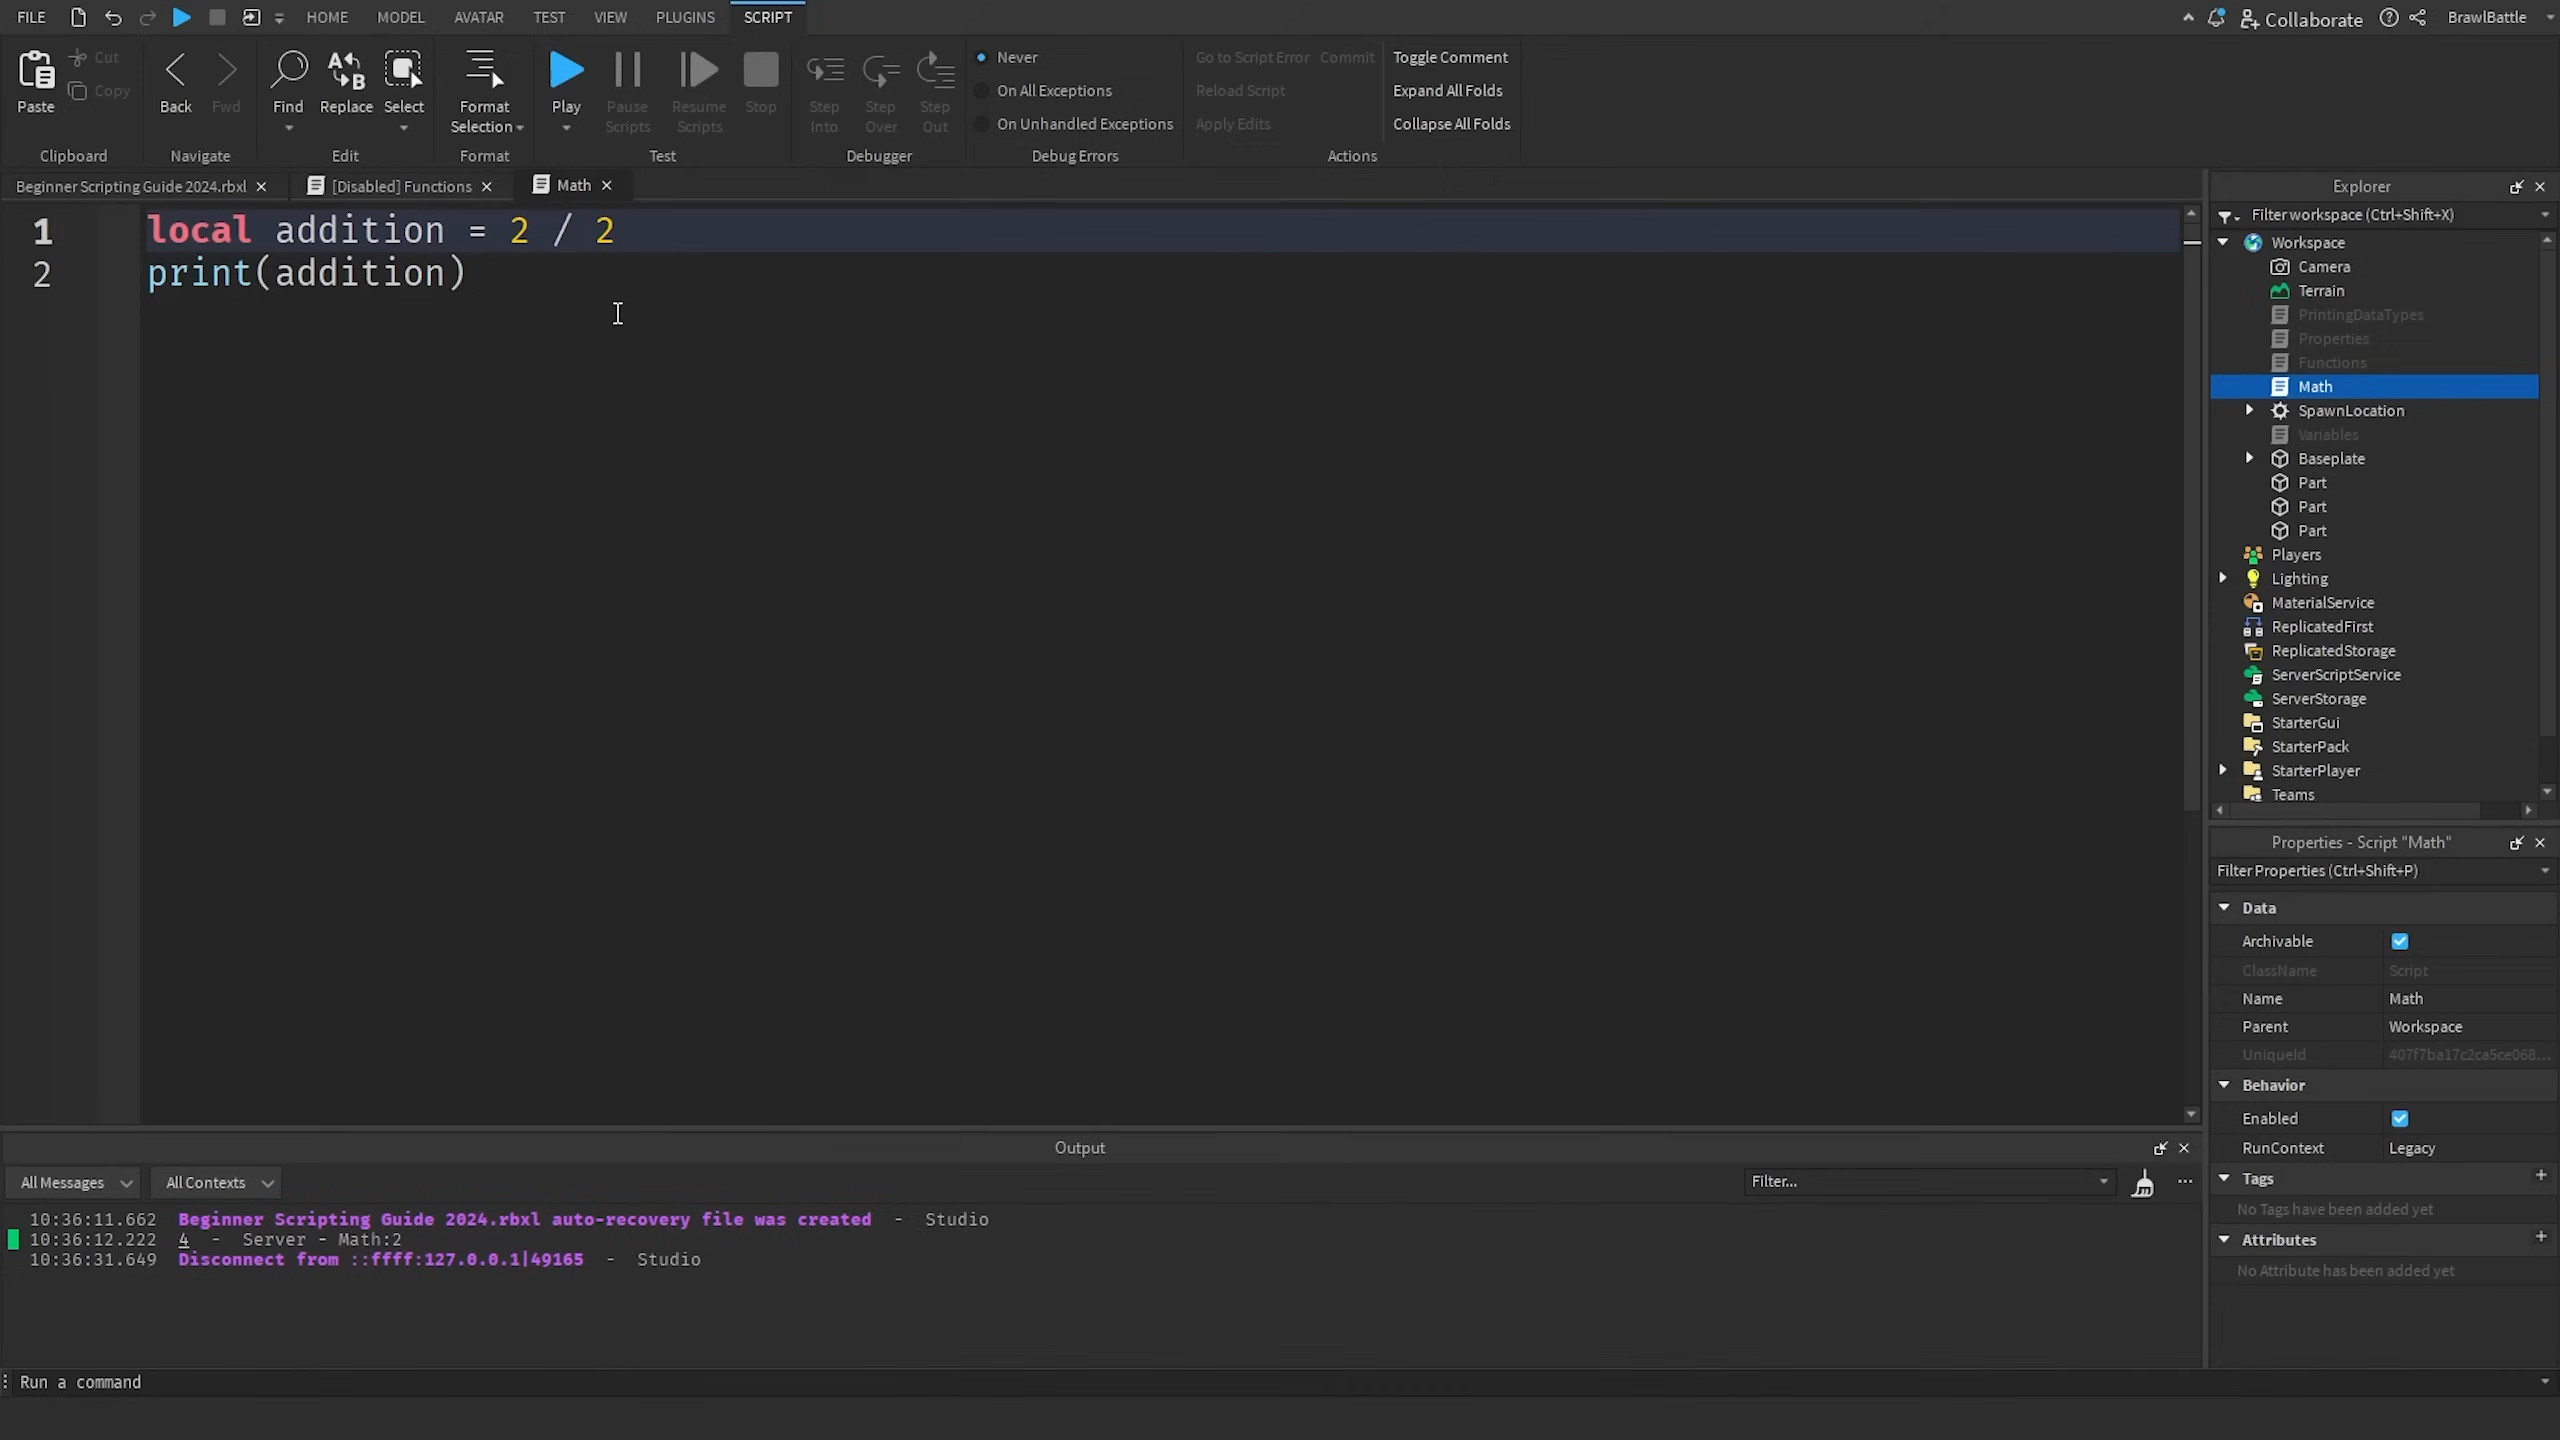 FILE HOME MODEL AVATAR TEST VIEW PLUGINS SCRIPT Collaborate BrawlBattle
Paste Cut Copy Back Fwd Find Replace Select Format Selection Play Pause Scripts Resume Scripts Stop Step Into Step Over Step Out
Never Go to Script Error Commit Toggle Comment
On All Exceptions Reload Script Expand All Folds
On Unhandled Exceptions Apply Edits Collapse All Folds
Clipboard Navigate Edit Format Test Debugger Debug Errors Actions
Beginner Scripting Guide 2024.rbxl [Disabled] Functions Math
1 local addition = 2 / 2
2 print(addition)
Explorer
Filter workspace (Ctrl+Shift+X)
Workspace
Camera
Terrain
PrintingDataTypes
Properties
Functions
Math
SpawnLocation
Variables
Baseplate
Part
Part
Part
Players
Lighting
MaterialService
ReplicatedFirst
ReplicatedStorage
ServerScriptService
ServerStorage
StarterGui
StarterPack
StarterPlayer
Teams
Properties - Script "Math"
Filter Properties (Ctrl+Shift+P)
Data
Archivable
ClassName Script
Name Math
Parent Workspace
UniqueId 407f7ba17c2ca5ce068...
Behavior
Enabled
RunContext Legacy
Tags +
No Tags have been added yet
Attributes +
No Attribute has been added yet
Output
All Messages All Contexts Filter...
10:36:11.662 Beginner Scripting Guide 2024.rbxl auto-recovery file was created - Studio
10:36:12.222 4 - Server - Math:2
10:36:31.649 Disconnect from ::ffff:127.0.0.1|49165 - Studio
Run a command